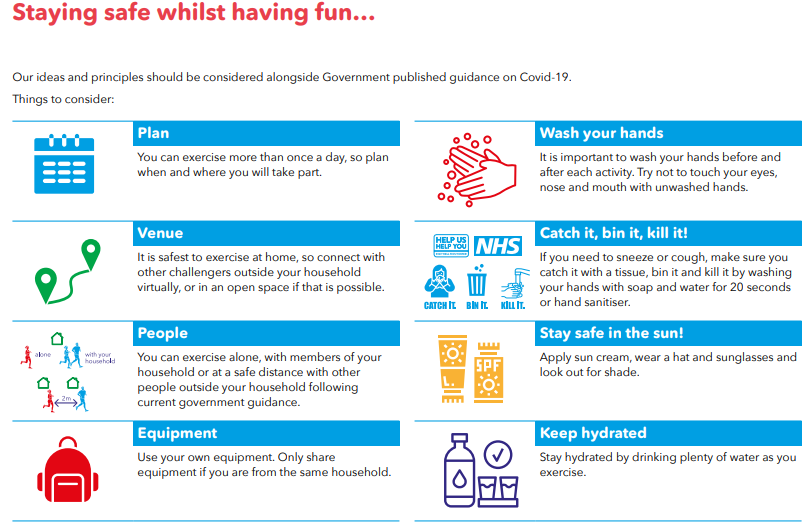 Staying safe whilst having fun...
Our ideas and principles should be considered alongside Government published guidance on Covid-19.
Things to consider:
Plan
You can exercise more than once a day, so plan
when and where you will take part.
Venue
It is safest to exercise at home, so connect with
other challengers outside your household
virtually, or in an open space if that is possible.
alone
with your
household
2m
People
You can exercise alone, with members of your
household or at a safe distance with other
people outside your household following
current government guidance.
Equipment
Use your own equipment. Only share
equipment if you are from the same household.
Wash your hands
It is important to wash your hands before and
after each activity. Try not to touch your eyes,
nose and mouth with unwashed hands.
HELP US
HELP YOU
NHS
CATCH IT.
BIN IT.
KILL IT.
Catch it, bin it, kill it!
If you need to sneeze or cough, make sure you
catch it with a tissue, bin it and kill it by washing
your hands with soap and water for 20 seconds
or hand sanitiser.
SPF
Stay safe in the sun!
Apply sun cream, wear a hat and sunglasses and
look out for shade.
Keep hydrated
Stay hydrated by drinking plenty of water as you
exercise.